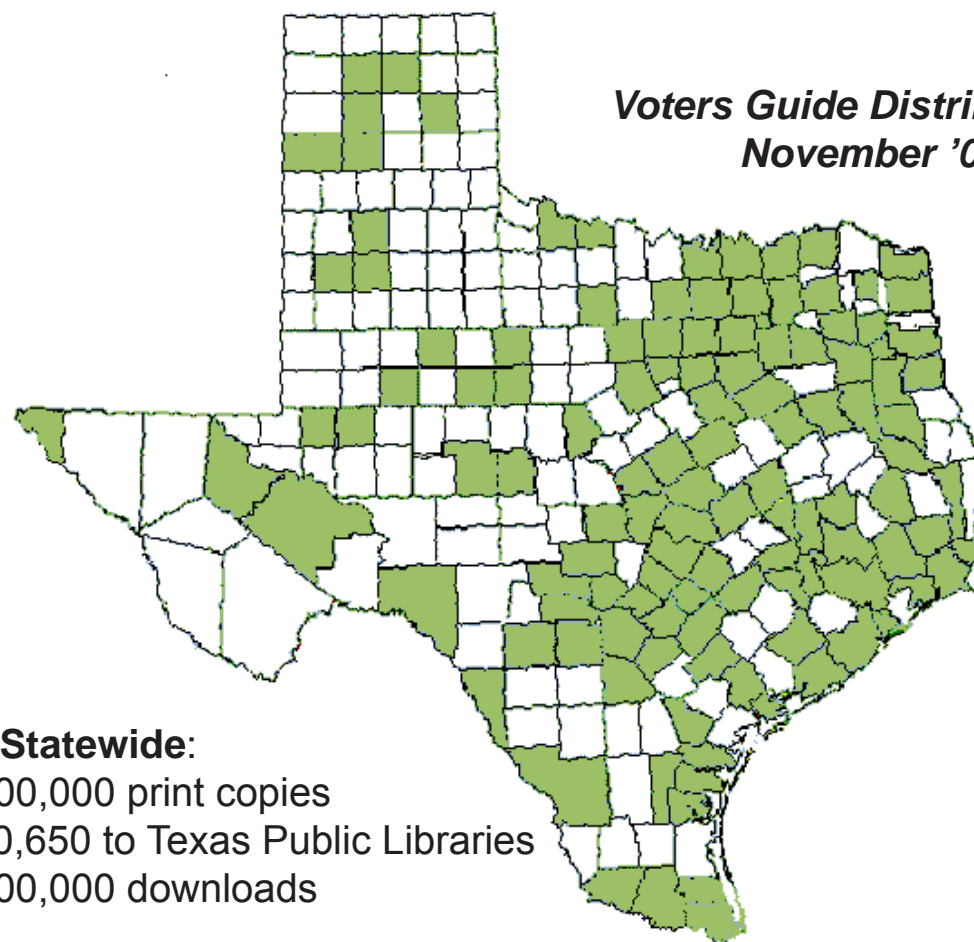 Voters Guide Distri
November ’0
Statewide:
00,000 print copies
0,650 to Texas Public Libraries
00,000 downloads